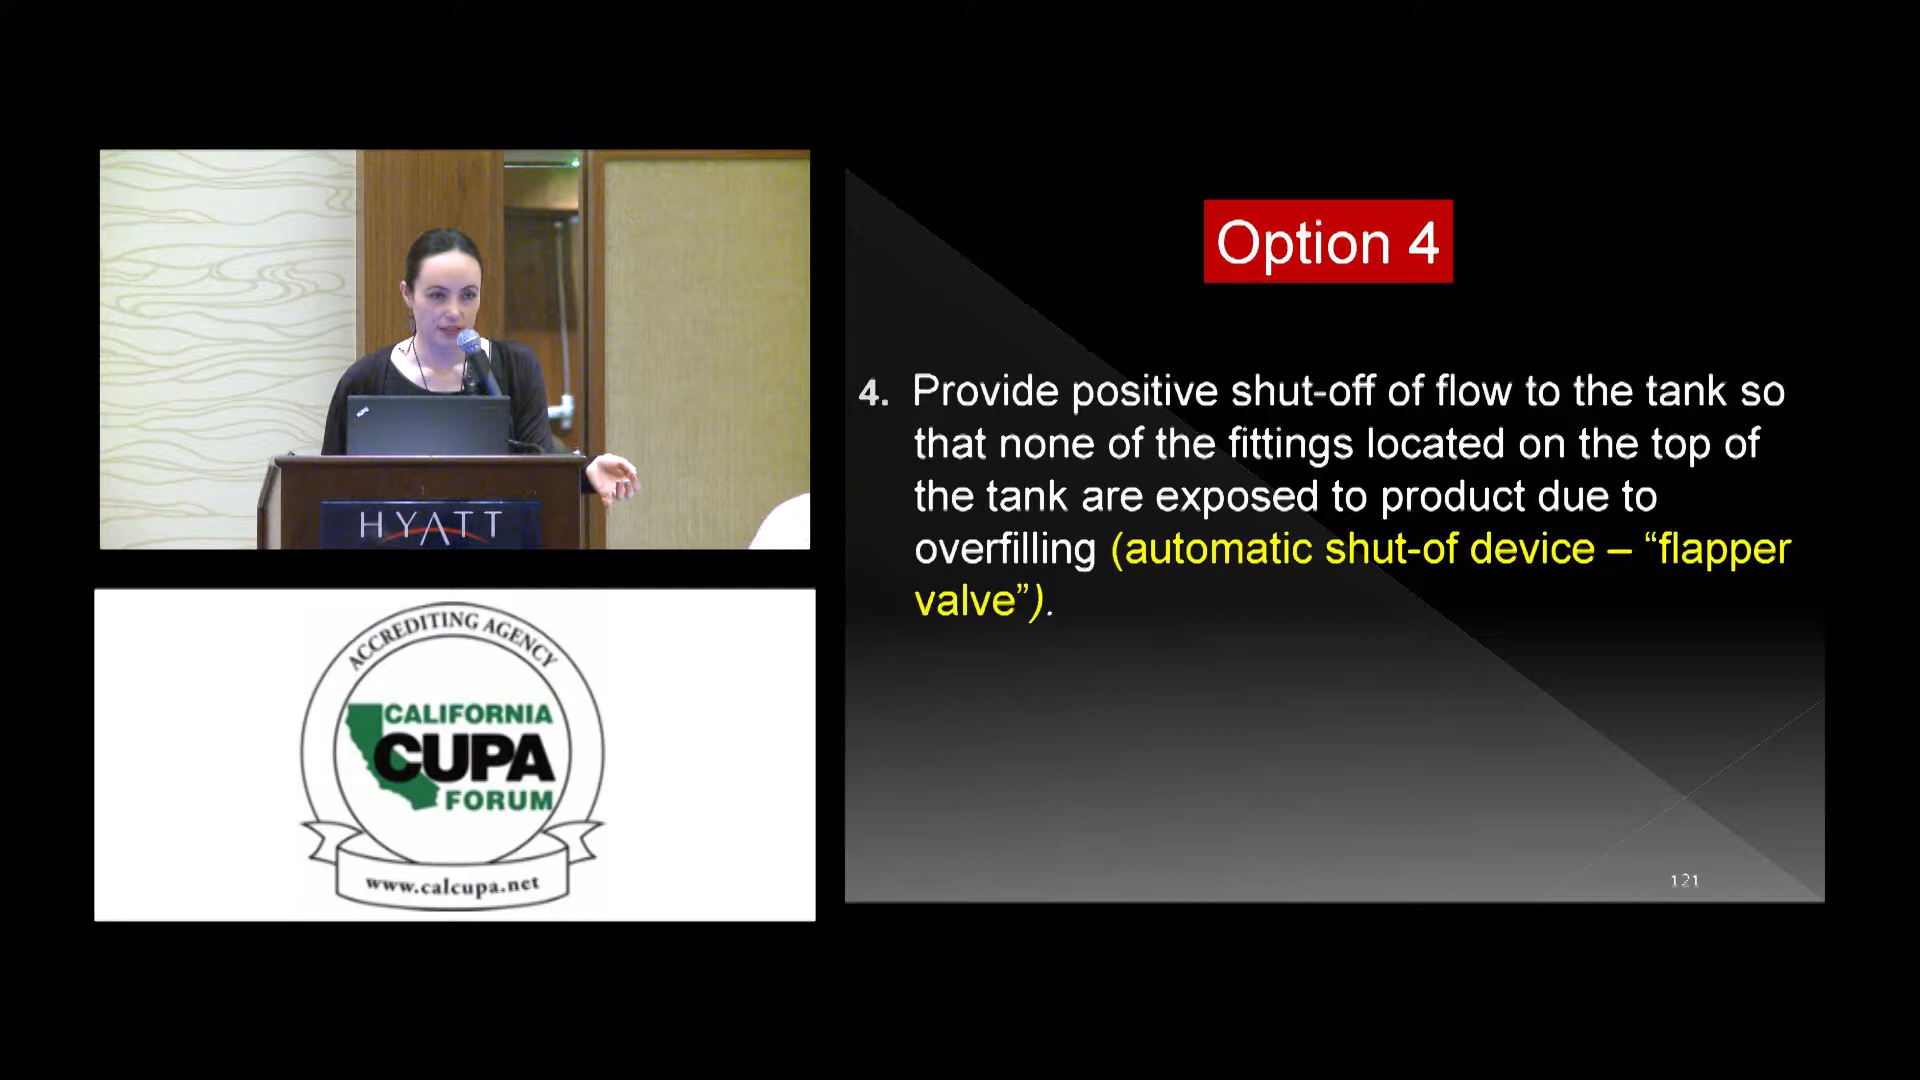 Option 4
4. Provide positive shut-off of flow to the tank so
that none of the fittings located on the top of
the tank are exposed to product due to
overfilling (automatic shut-of device – “flapper
valve”).
121
HYATT
ACCREDITING AGENCY
CALIFORNIA
CUPA
FORUM
www.calcupa.net